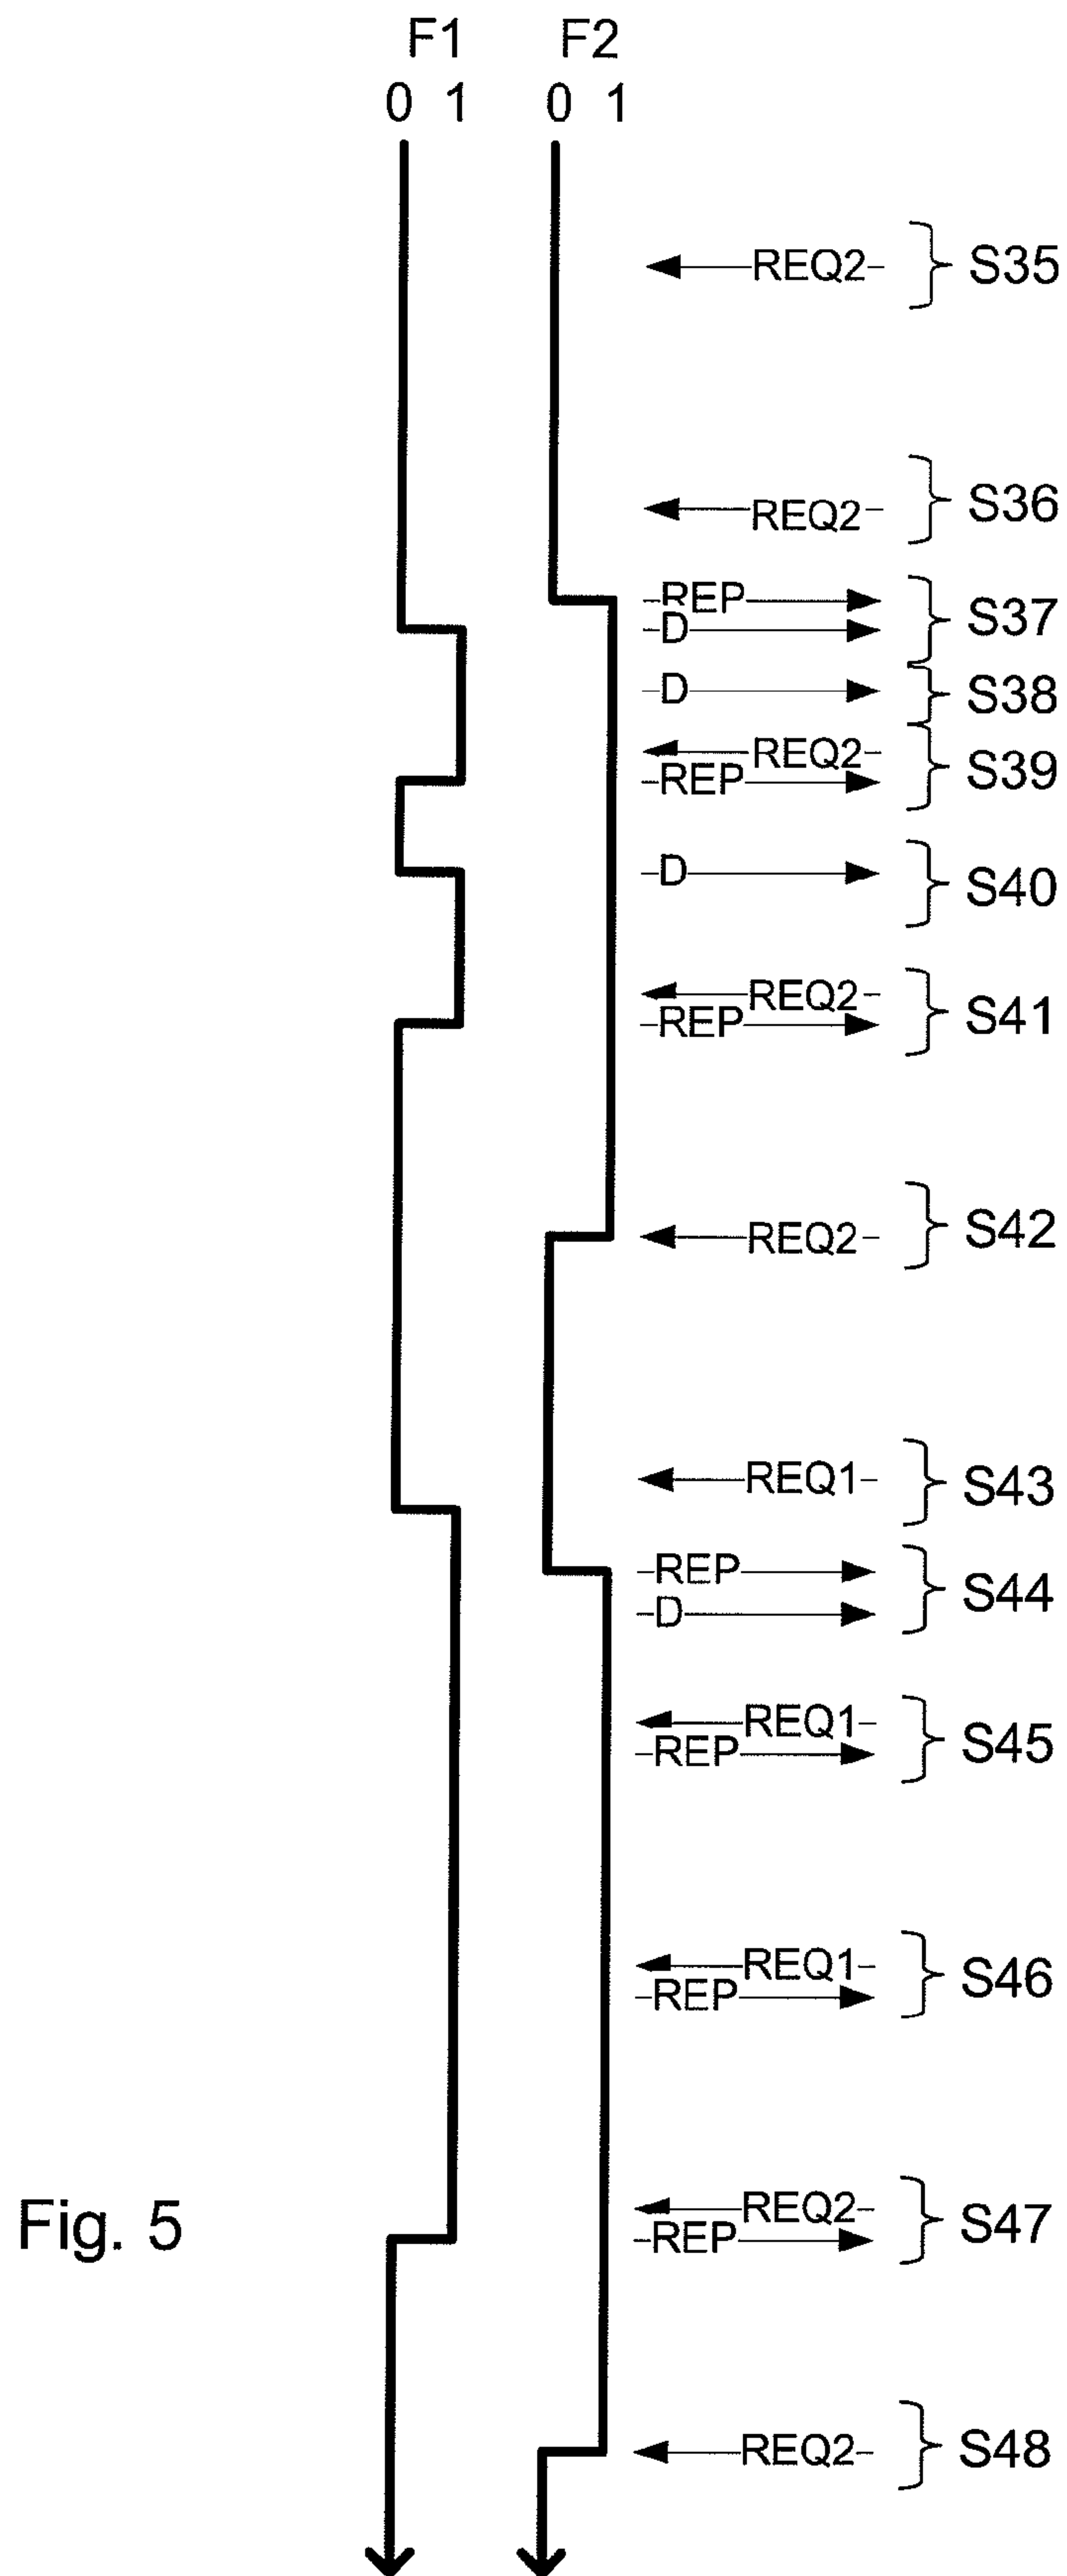 F1 F2
0 1 0 1
REQ2 S35
REQ2 S36
REP
D
S37
D S38
REQ2
REP
S39
D S40
REQ2
REP
S41
REQ2 S42
REQ1 S43
REP
D
S44
REQ1
REP
S45
REQ1
REP
S46
REQ2
REP
S47
Fig. 5
REQ2 S48